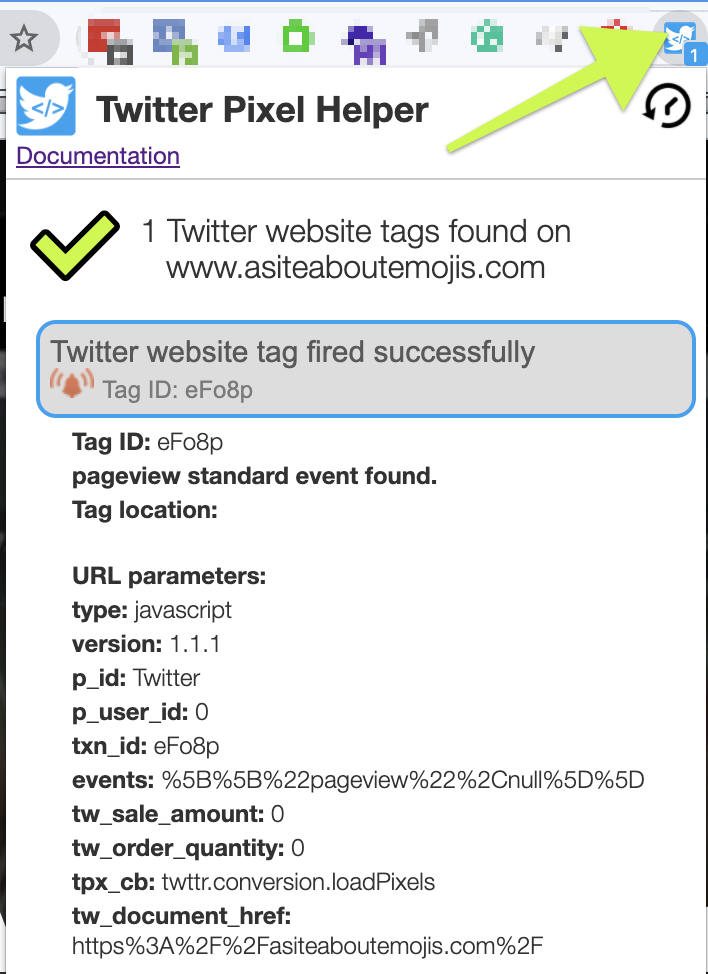 1
Twitter Pixel Helper
Documentation
1 Twitter website tags found on
www.asiteaboutemojis.com
Twitter website tag fired successfully
Tag ID: eFo8p
Tag ID: eFo8p
pageview standard event found.
Tag location:
URL parameters:
type: javascript
version: 1.1.1
p_id: Twitter
p_user_id: 0
txn_id: eFo8p
events: %5B%5B%22pageview%22%2Cnull%5D%5D
tw_sale_amount: 0
tw_order_quantity: 0
tpx_cb: twttr.conversion.loadPixels
tw_document_href:
https%3A%2F%2Fasiteaboutemojis.com%2F